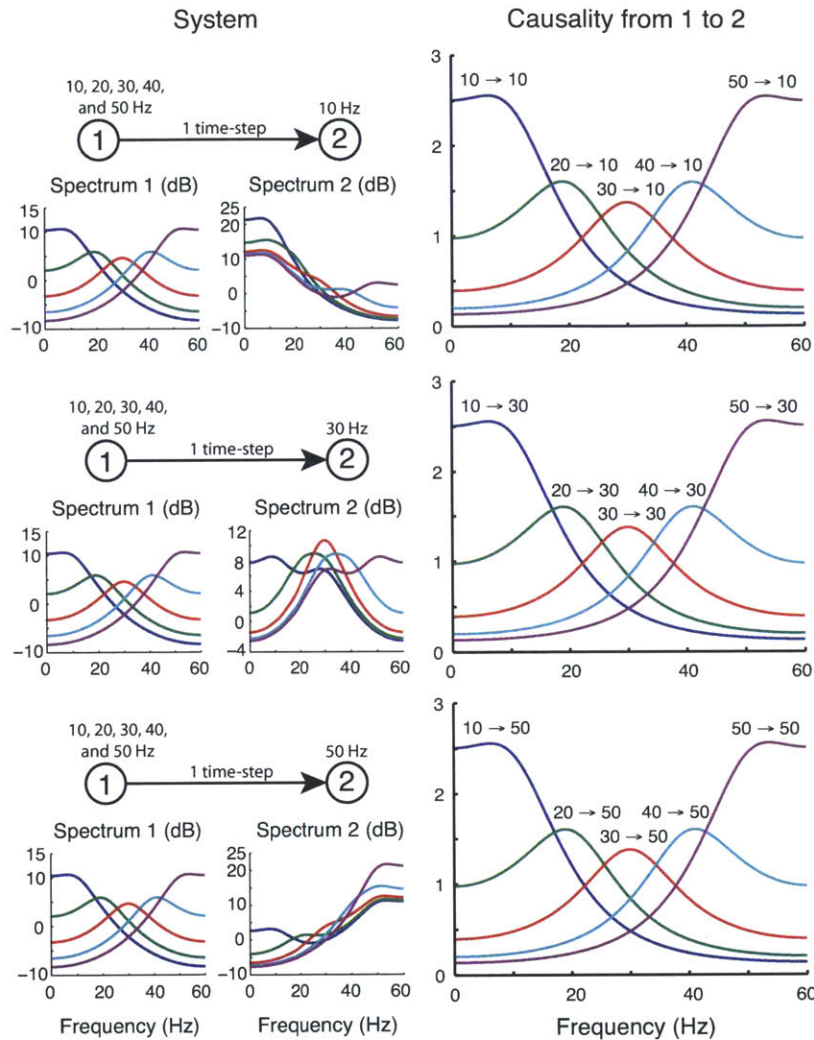 System
Causality from 1 to 2
10, 20, 30, 40,
and 50 Hz
10 Hz
1
1 time-step
2
Spectrum 1 (dB)
Spectrum 2 (dB)
15
10
0
−10
0
20
40
60
25
20
10
0
−10
0
20
40
60
3
2
1
0
0
20
40
60
10 → 10
50 → 10
20 → 10
40 → 10
30 → 10
10, 20, 30, 40,
and 50 Hz
30 Hz
1
1 time-step
2
Spectrum 1 (dB)
Spectrum 2 (dB)
15
10
0
−10
0
20
40
60
12
8
4
0
−4
0
20
40
60
3
2
1
0
0
20
40
60
10 → 30
50 → 30
20 → 30
40 → 30
30 → 30
10, 20, 30, 40,
and 50 Hz
50 Hz
1
1 time-step
2
Spectrum 1 (dB)
Spectrum 2 (dB)
15
10
0
−10
0
20
40
60
25
20
10
0
−10
0
20
40
60
3
2
1
0
0
20
40
60
10 → 50
50 → 50
20 → 50
40 → 50
30 → 50
Frequency (Hz)
Frequency (Hz)
Frequency (Hz)